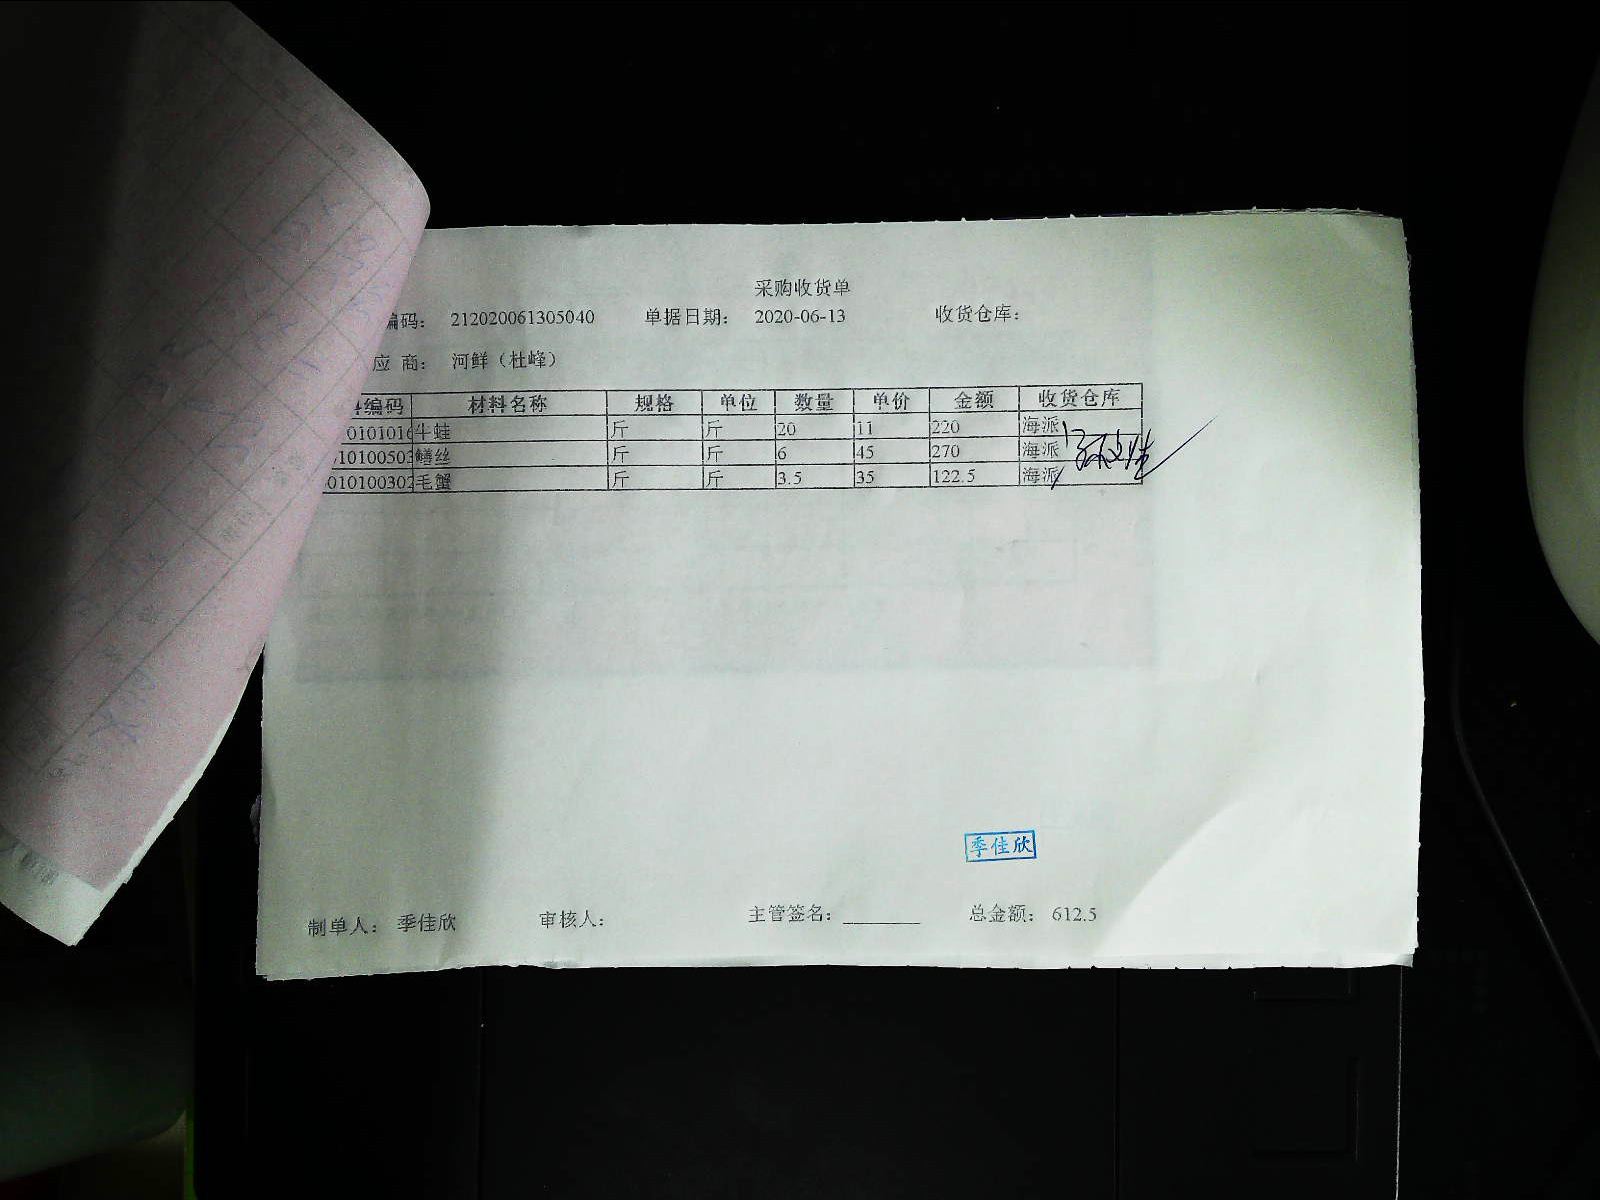 采购收货单
编码： 212020061305040 单据日期： 2020-06-13 收货仓库：
应 商： 河鲜（杜峰）
编码 材料名称 规格 单位 数量 单价 金额 收货仓库
0101016 牛蛙 斤 斤 20 11 220 海派
10100503 鳝丝 斤 斤 6 45 270 海派
010100302 毛蟹 斤 斤 3.5 35 122.5 海派
季佳欣
制单人： 季佳欣 审核人： 主管签名： 总金额： 612.5